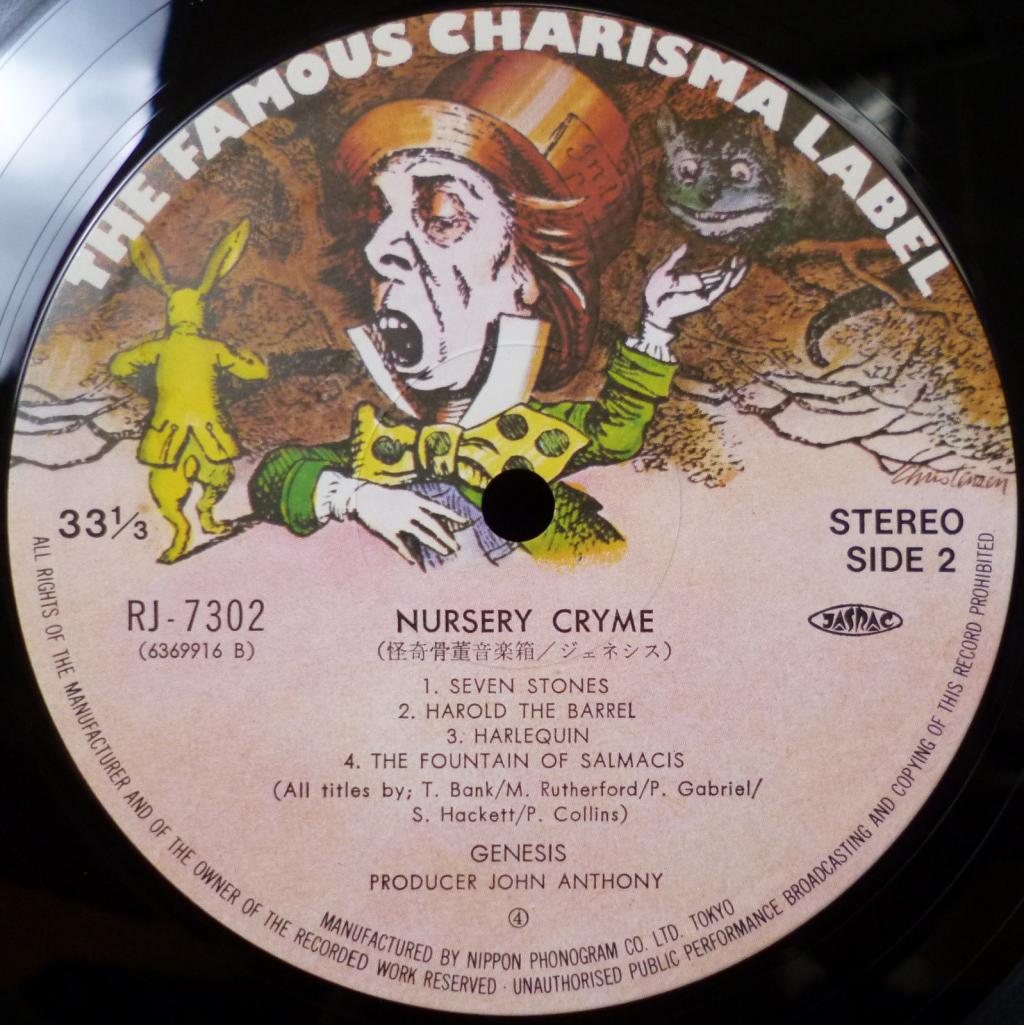 THE FAMOUS CHARISMA LABEL
Christensen
33⅓
STEREO
SIDE 2
JASRAC
RJ-7302
(6369916 B)
NURSERY CRYME
(怪奇骨董音楽箱/ジェネシス)
1. SEVEN STONES
2. HAROLD THE BARREL
3. HARLEQUIN
4. THE FOUNTAIN OF SALMACIS
(All titles by; T. Bank/M. Rutherford/P. Gabriel/
S. Hackett/P. Collins)
GENESIS
PRODUCER JOHN ANTHONY
④
MANUFACTURED BY NIPPON PHONOGRAM CO. LTD. TOKYO
ALL RIGHTS OF THE MANUFACTURER AND OF THE OWNER OF THE RECORDED WORK RESERVED · UNAUTHORISED PUBLIC PERFORMANCE BROADCASTING AND COPYING OF THIS RECORD PROHIBITED